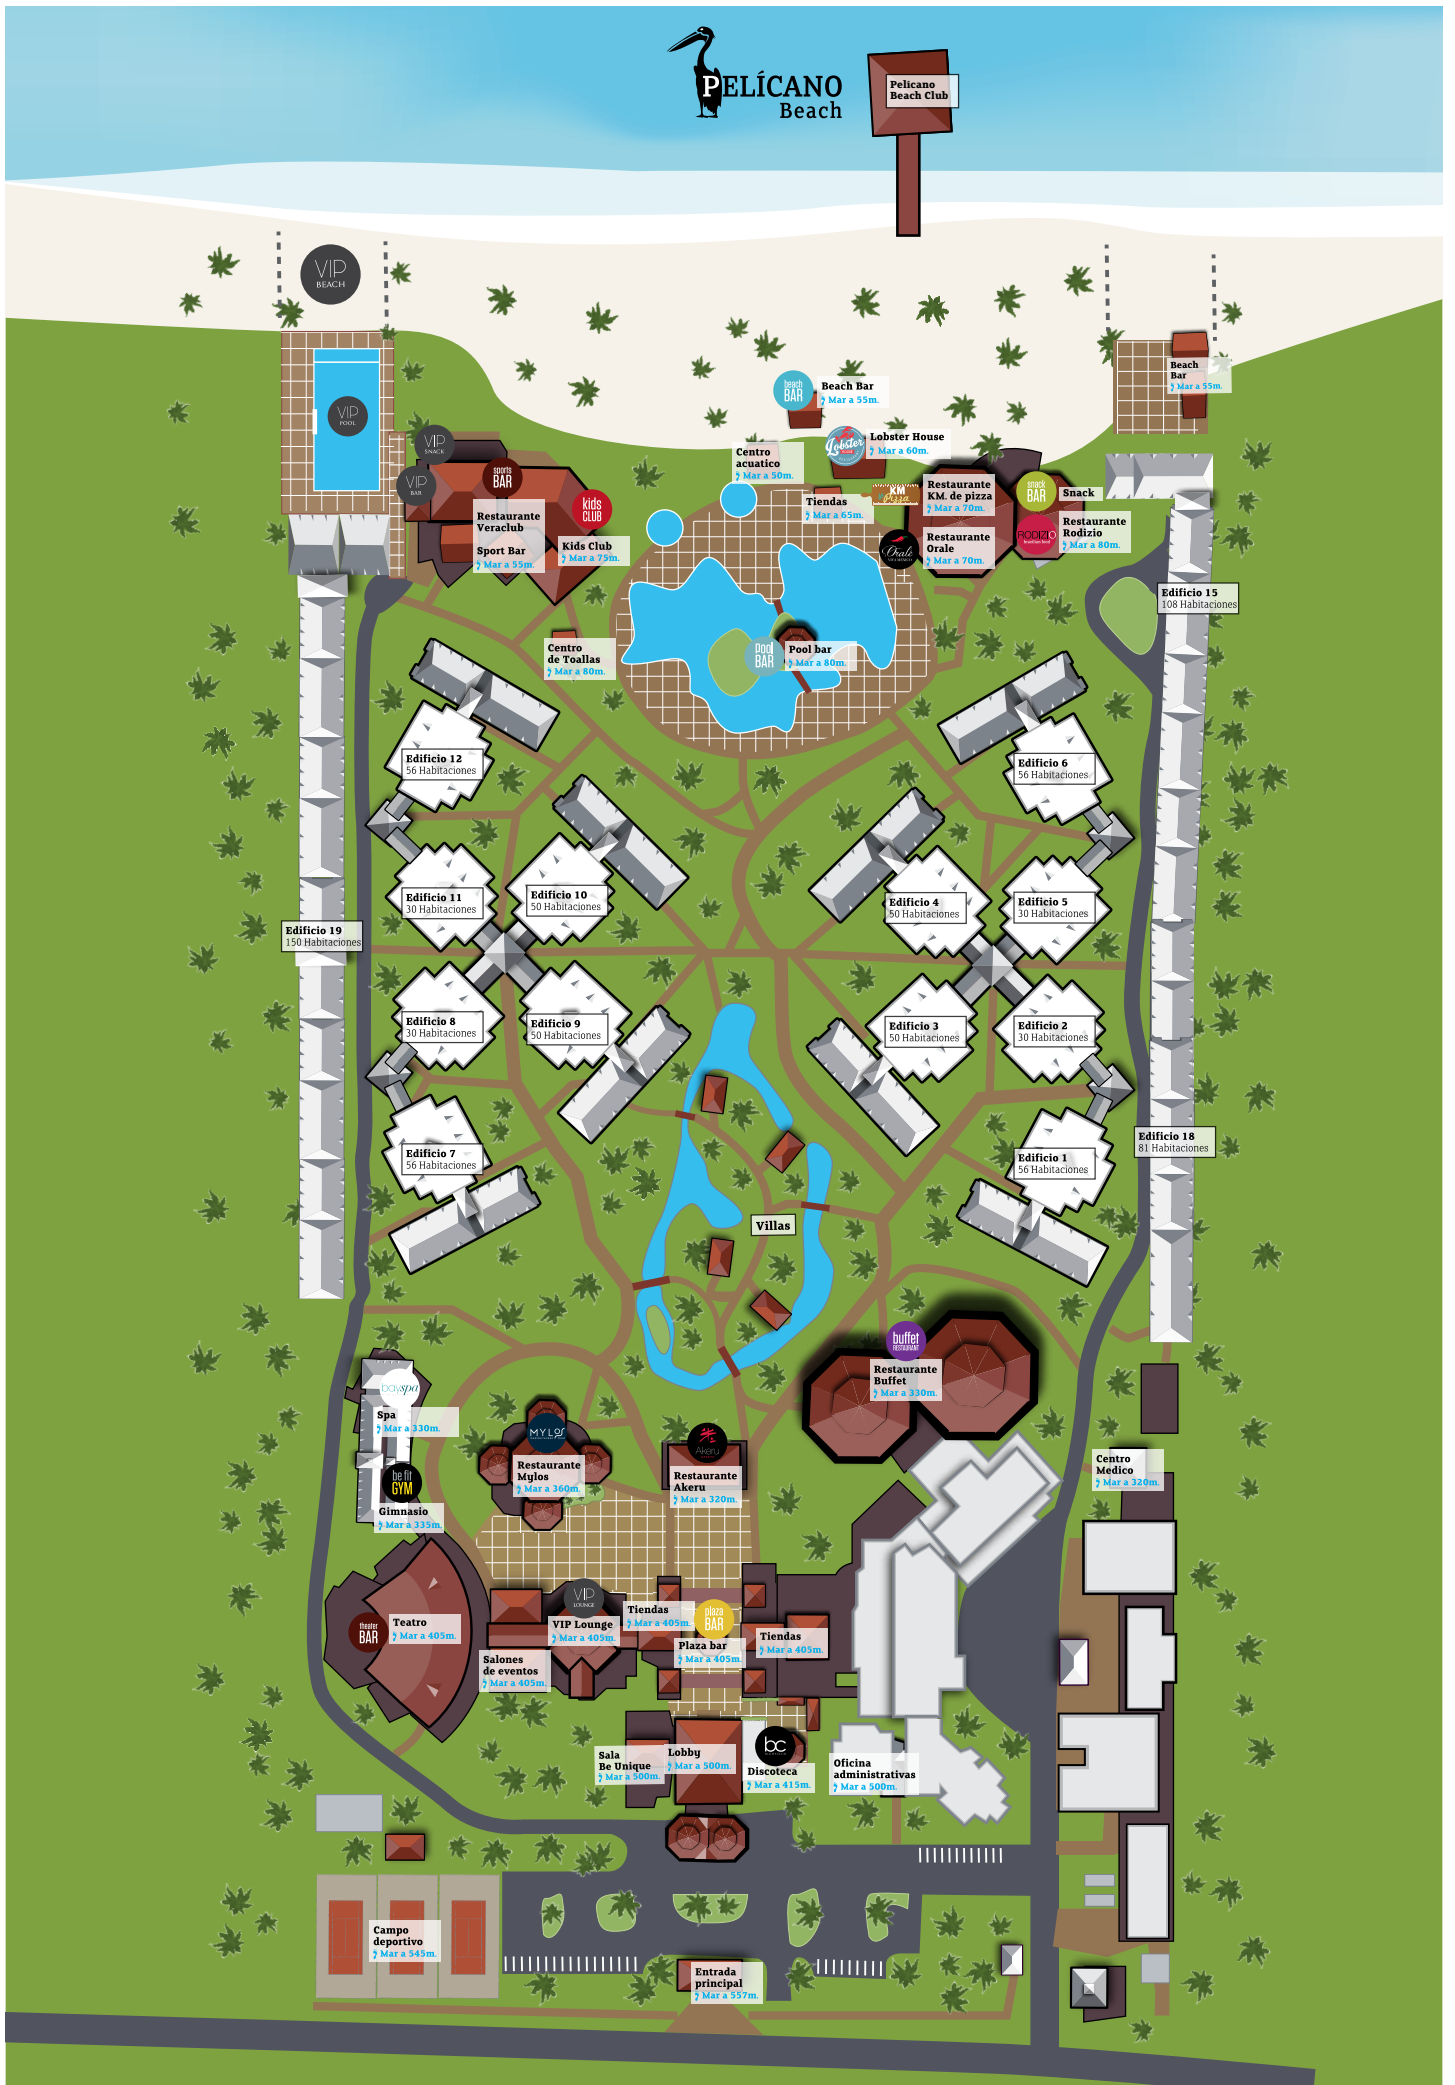 PELÍCANO
Beach
Pelícano
Beach Club
VIP
BEACH
VIP
POOL
VIP
SNACK
VIP
BAR
sports
BAR
kids
CLUB
Restaurante
Veraclub
Sport Bar
Mar a 55m.
Kids Club
Mar a 75m.
beach
BAR
Beach Bar
Mar a 55m.
Beach
Bar
Mar a 55m.
Lobster
Lobster House
Mar a 60m.
Centro
acuatico
Mar a 50m.
Tiendas
Mar a 65m.
KM
Pizza
Restaurante
KM. de pizza
Mar a 70m.
snack
BAR
Snack
Orale
Restaurante
Orale
Mar a 70m.
RODIZIO
Restaurante
Rodizio
Mar a 80m.
Edificio 15
108 Habitaciones
Centro
de Toallas
Mar a 80m.
pool
BAR
Pool bar
Mar a 80m.
Edificio 12
56 Habitaciones
Edificio 6
56 Habitaciones
Edificio 11
30 Habitaciones
Edificio 10
50 Habitaciones
Edificio 4
50 Habitaciones
Edificio 5
30 Habitaciones
Edificio 19
150 Habitaciones
Edificio 8
30 Habitaciones
Edificio 9
50 Habitaciones
Edificio 3
50 Habitaciones
Edificio 2
30 Habitaciones
Edificio 7
56 Habitaciones
Edificio 1
56 Habitaciones
Edificio 18
81 Habitaciones
Villas
buffet
RESTAURANT
Restaurante
Buffet
Mar a 330m.
bayspa
Spa
Mar a 330m.
be fit
GYM
Gimnasio
Mar a 335m.
MYLOS
Restaurante
Mylos
Mar a 360m.
Akeru
Restaurante
Akeru
Mar a 320m.
Centro
Medico
Mar a 320m.
theater
BAR
Teatro
Mar a 405m.
VIP
LOUNGE
VIP Lounge
Mar a 405m.
Salones
de eventos
Mar a 405m.
Tiendas
Mar a 405m.
plaza
BAR
Plaza bar
Mar a 405m.
Tiendas
Mar a 405m.
Sala
Be Unique
Mar a 500m.
Lobby
Mar a 500m.
bc
Discoteca
Mar a 415m.
Oficina
administrativas
Mar a 500m.
Campo
deportivo
Mar a 545m.
Entrada
principal
Mar a 557m.